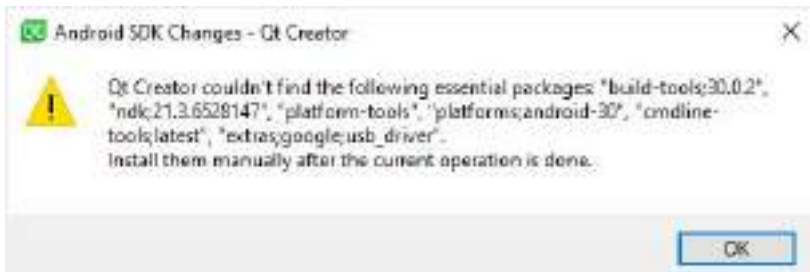 Android SDK Changes - Qt Creator
Qt Creator couldn't find the following essential packages: "build-tools;30.0.2",
"ndk;21.3.6528147", "platform-tools", "platforms;android-30", "cmdline-
tools;latest", "extras;google;usb_driver".
Install them manually after the current operation is done.
OK